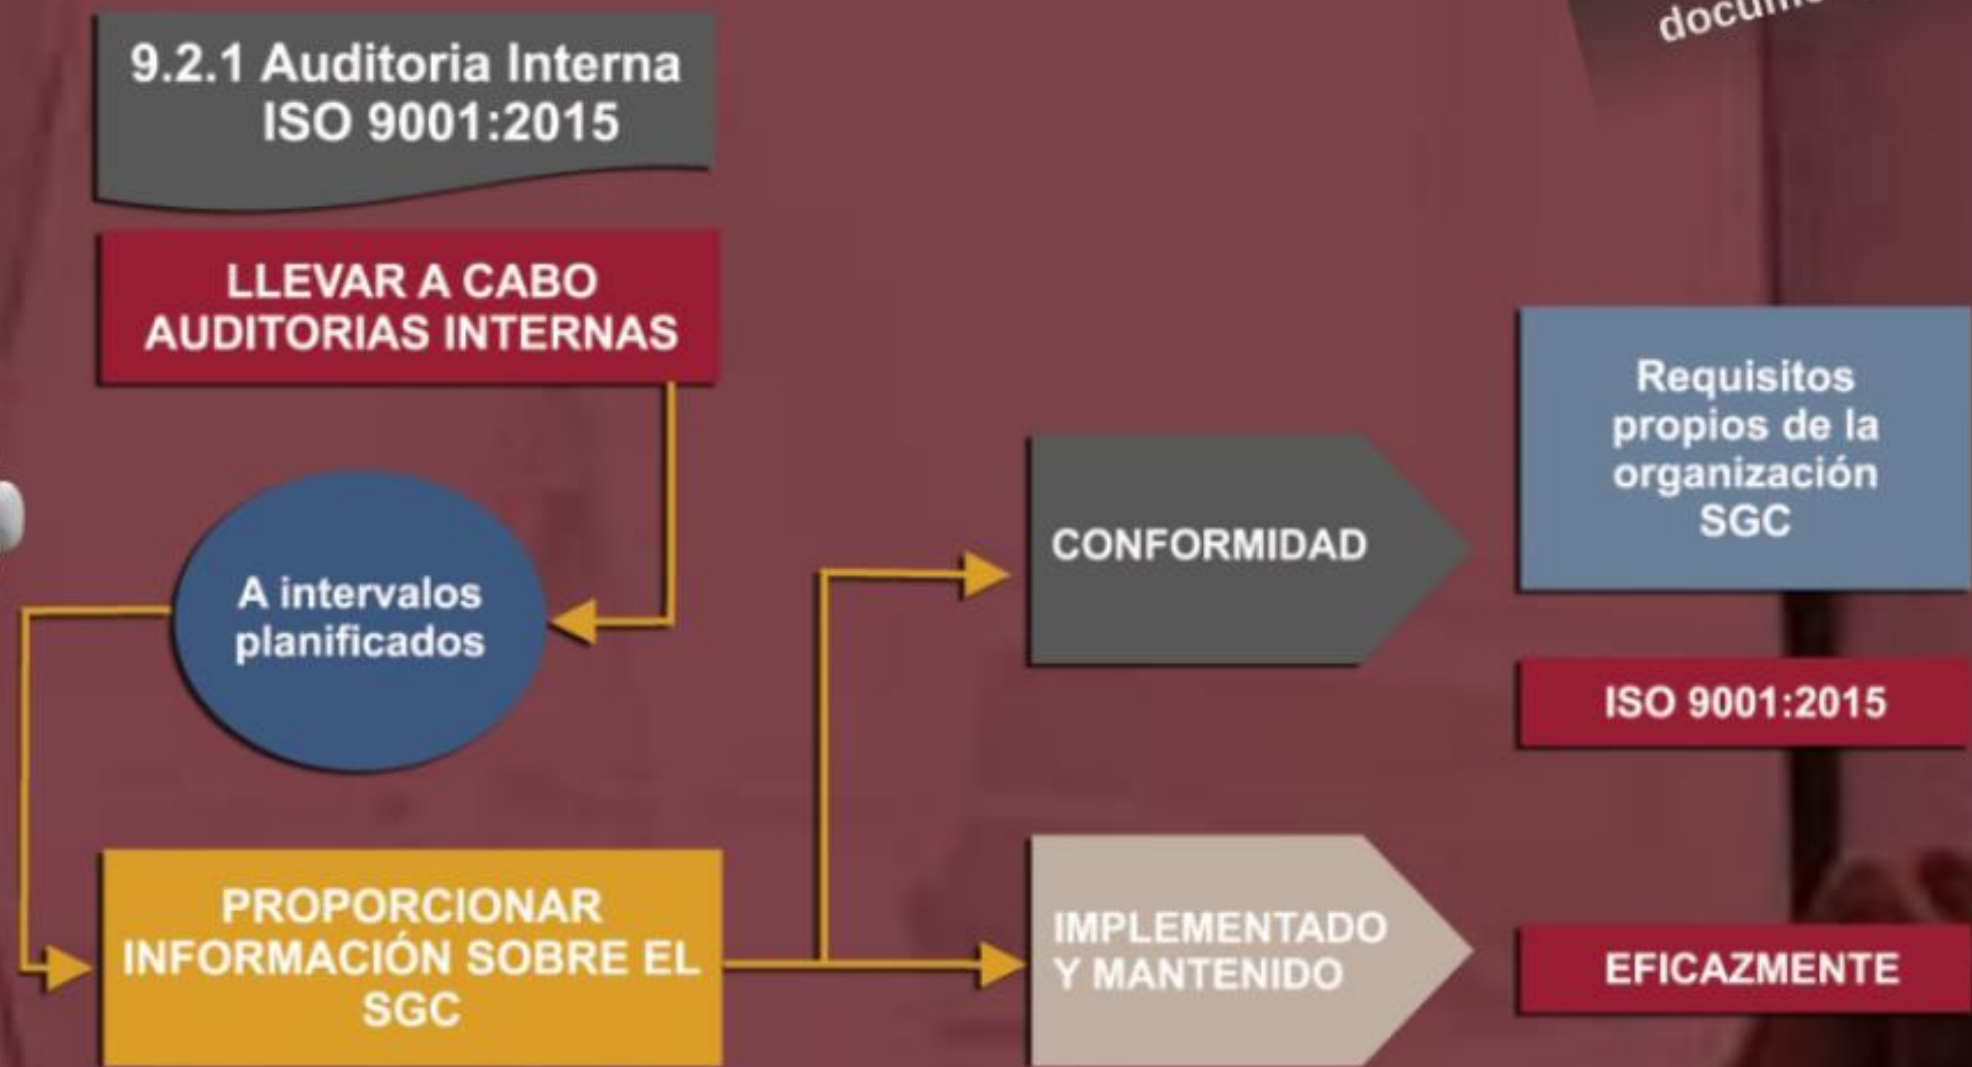 9.2.1 Auditoria Interna
ISO 9001:2015
LLEVAR A CABO
AUDITORIAS INTERNAS
A intervalos
planificados
PROPORCIONAR
INFORMACIÓN SOBRE EL
SGC
CONFORMIDAD
IMPLEMENTADO
Y MANTENIDO
Requisitos
propios de la
organización
SGC
ISO 9001:2015
EFICAZMENTE